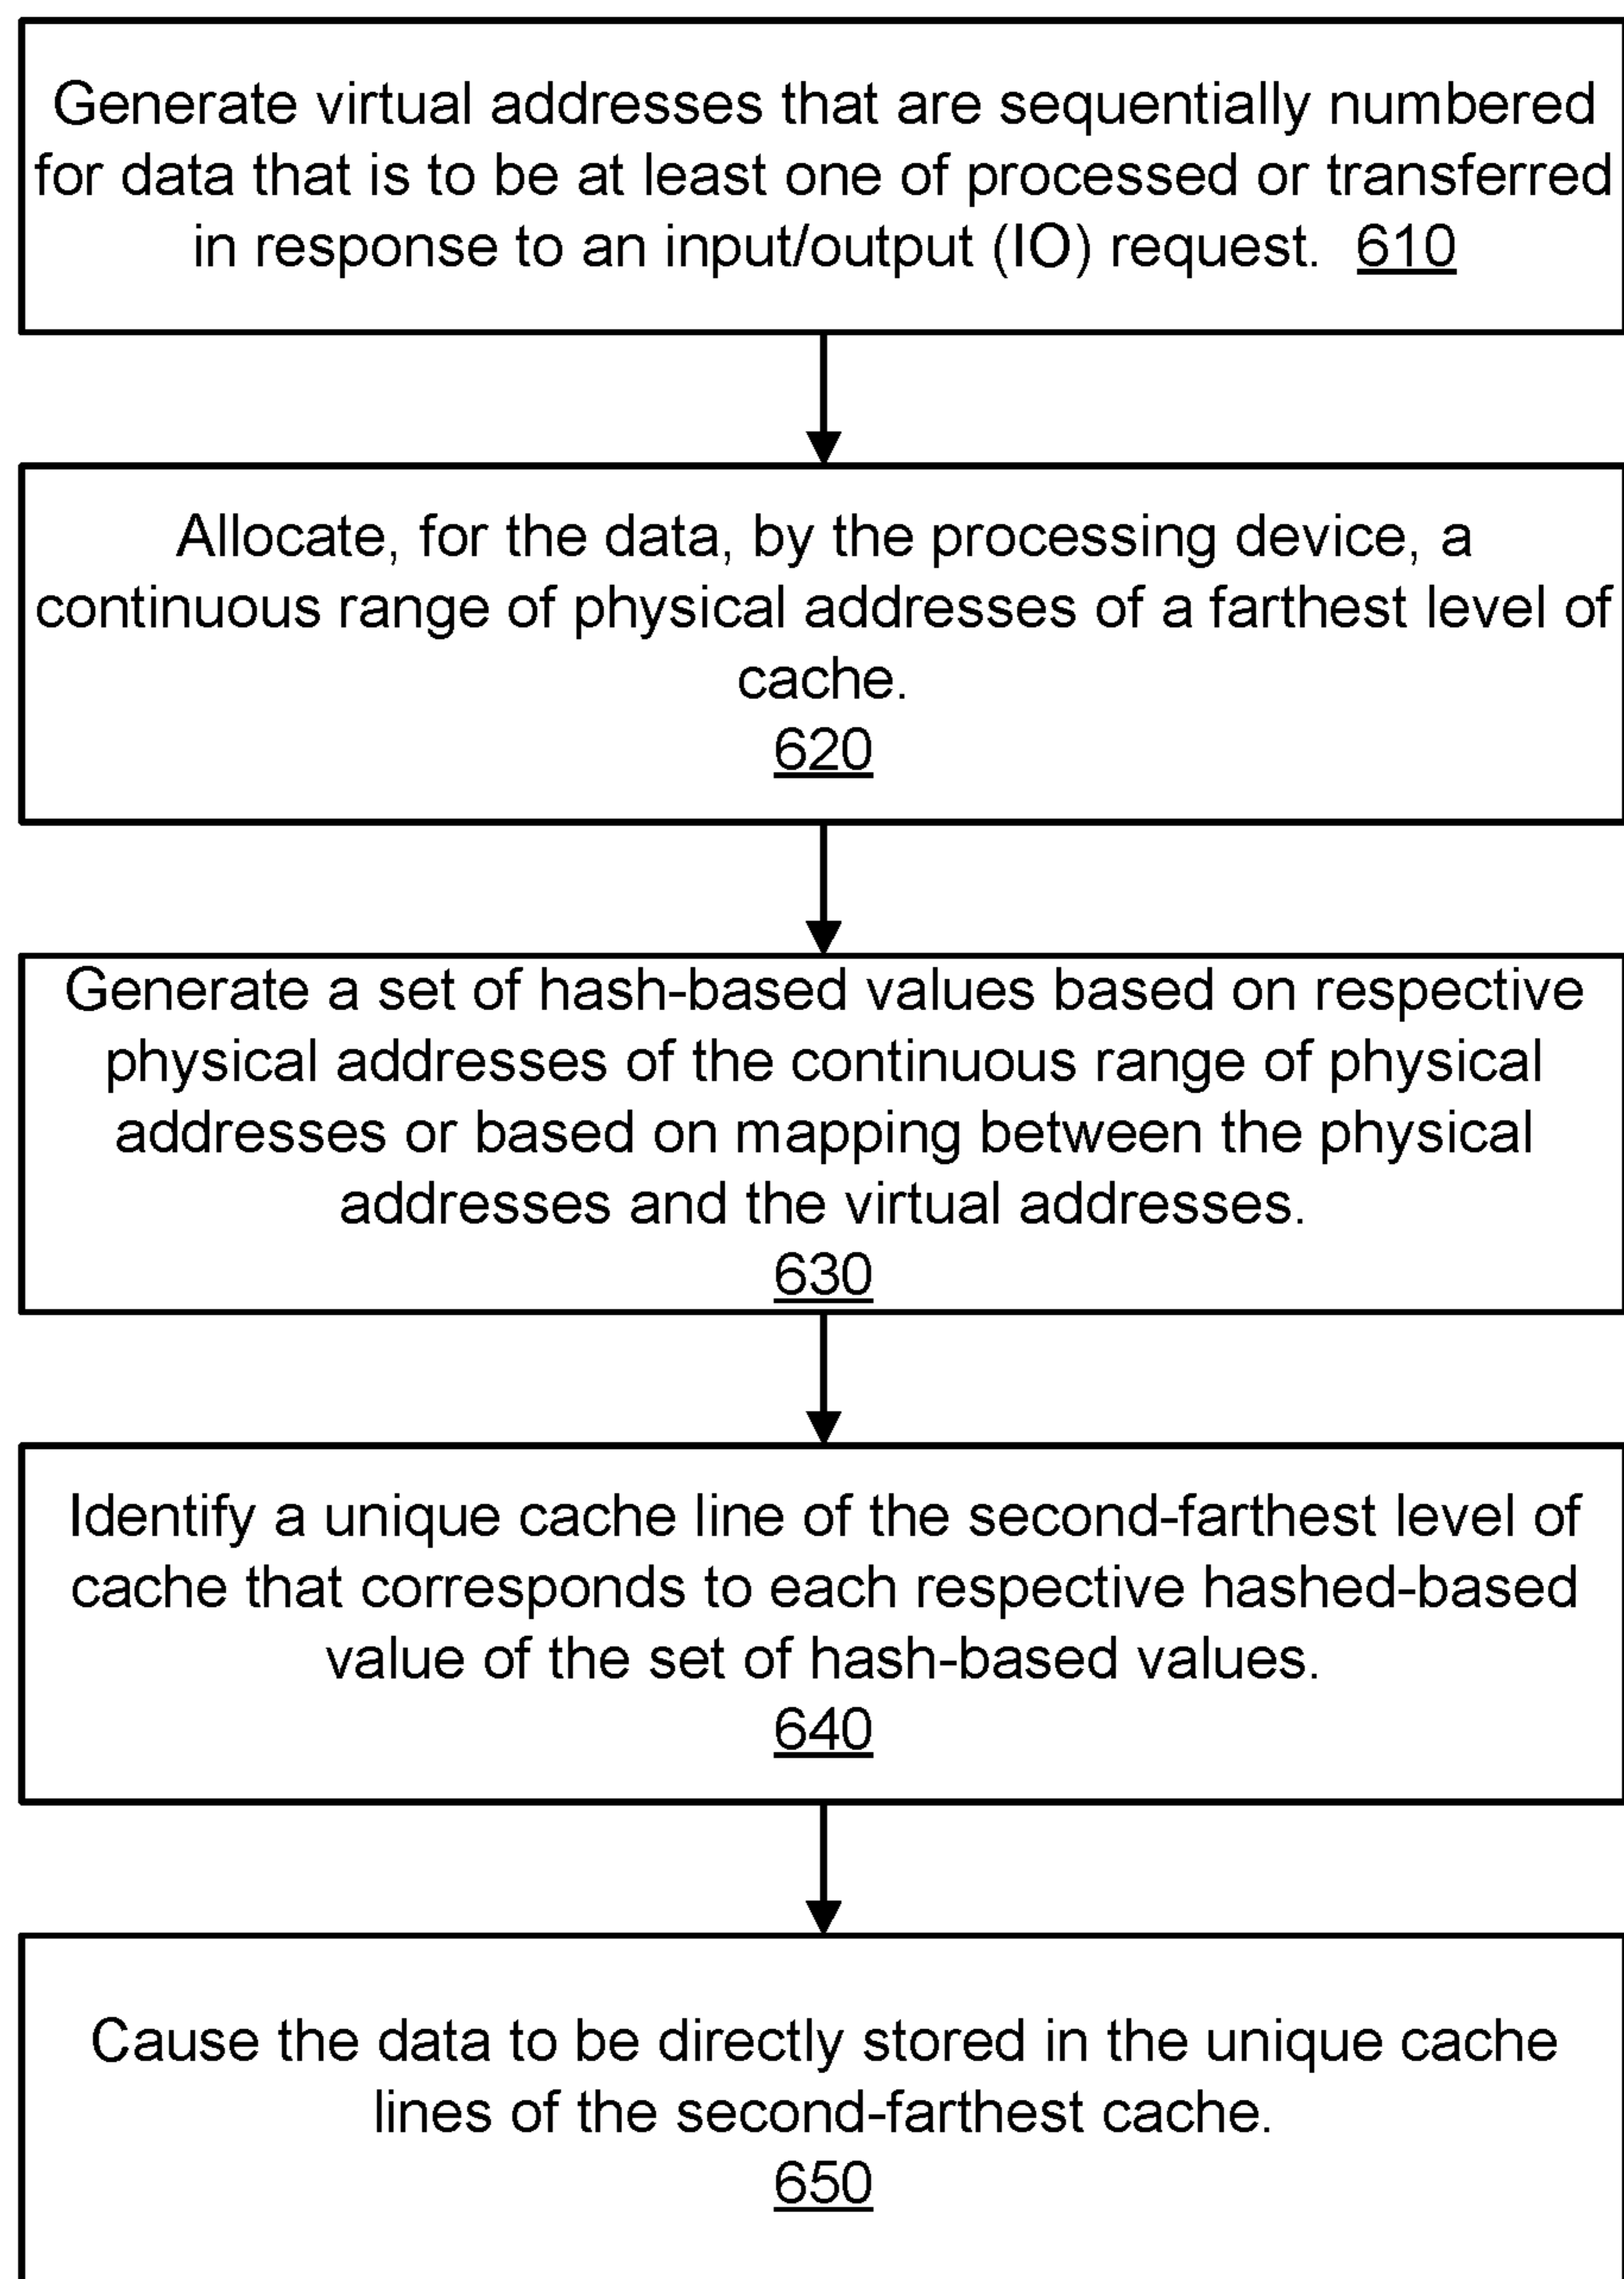 Generate virtual addresses that are sequentially numbered
for data that is to be at least one of processed or transferred
in response to an input/output (IO) request. 610
Allocate, for the data, by the processing device, a
continuous range of physical addresses of a farthest level of
cache.
620
Generate a set of hash-based values based on respective
physical addresses of the continuous range of physical
addresses or based on mapping between the physical
addresses and the virtual addresses.
630
Identify a unique cache line of the second-farthest level of
cache that corresponds to each respective hashed-based
value of the set of hash-based values.
640
Cause the data to be directly stored in the unique cache
lines of the second-farthest cache.
650